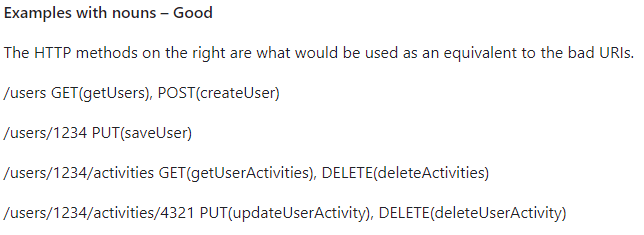 Examples with nouns – Good
The HTTP methods on the right are what would be used as an equivalent to the bad URIs.
/users GET(getUsers), POST(createUser)
/users/1234 PUT(saveUser)
/users/1234/activities GET(getUserActivities), DELETE(deleteActivities)
/users/1234/activities/4321 PUT(updateUserActivity), DELETE(deleteUserActivity)